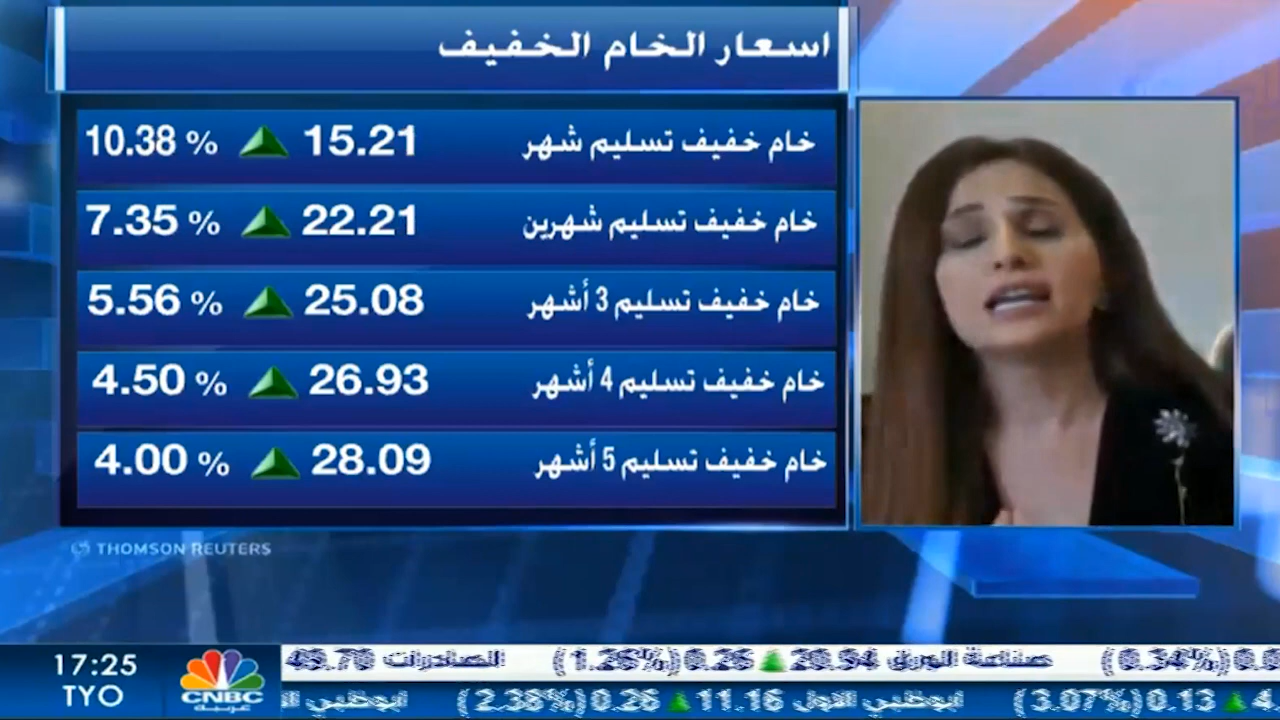 اسعار الخام الخفيف
خام خفيف تسليم شهر 15.21 ▲ 10.38 %
خام خفيف تسليم شهرين 22.21 ▲ 7.35 %
خام خفيف تسليم 3 أشهر 25.08 ▲ 5.56 %
خام خفيف تسليم 4 أشهر 26.93 ▲ 4.50 %
خام خفيف تسليم 5 أشهر 28.09 ▲ 4.00 %
THOMSON REUTERS
17:25
TYO
CNBC
عربية
(0.34%) صناعة الورق 20.94 ▲ 0.26 (1.26%) الصادرات 49.70
(3.07%) 0.13 ▲ ابوظبي الاول 11.16 ▲ 0.26 (2.38%) ابوظبي